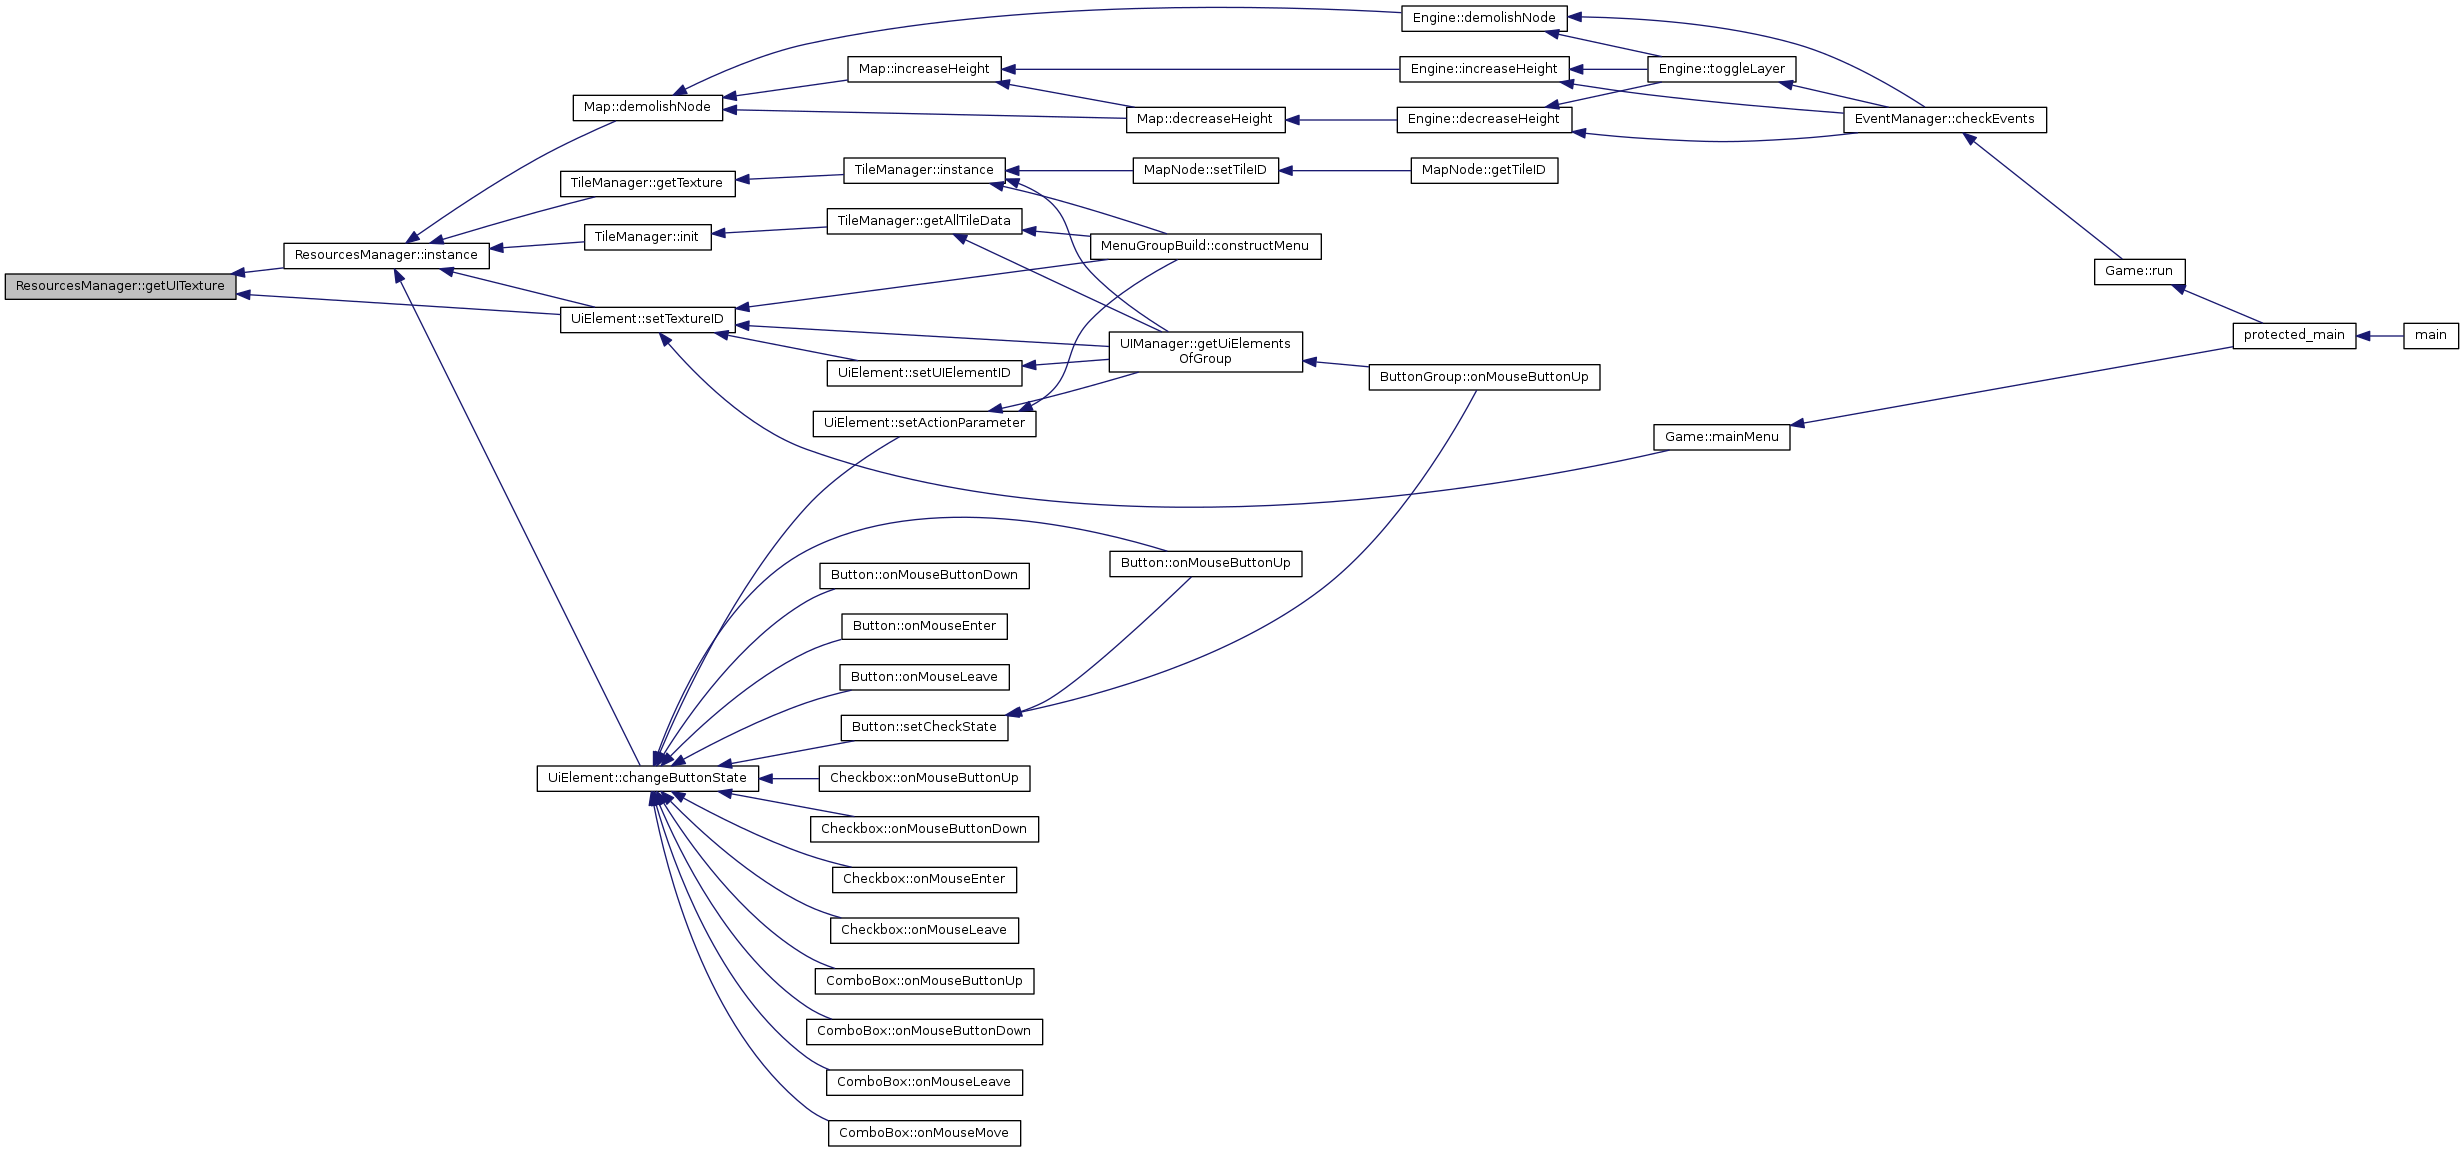 Engine::demolishNode
Map::increaseHeight
Engine::increaseHeight
Engine::toggleLayer
Map::demolishNode
Map::decreaseHeight
Engine::decreaseHeight
EventManager::checkEvents
TileManager::instance
MapNode::setTileID
MapNode::getTileID
TileManager::getTexture
TileManager::getAllTileData
TileManager::init
MenuGroupBuild::constructMenu
ResourcesManager::instance
Game::run
ResourcesManager::getUITexture
UiElement::setTextureID
protected_main
main
UIManager::getUiElements
OfGroup
UiElement::setUIElementID
ButtonGroup::onMouseButtonUp
UiElement::setActionParameter
Game::mainMenu
Button::onMouseButtonUp
Button::onMouseButtonDown
Button::onMouseEnter
Button::onMouseLeave
Button::setCheckState
UiElement::changeButtonState
Checkbox::onMouseButtonUp
Checkbox::onMouseButtonDown
Checkbox::onMouseEnter
Checkbox::onMouseLeave
ComboBox::onMouseButtonUp
ComboBox::onMouseButtonDown
ComboBox::onMouseLeave
ComboBox::onMouseMove